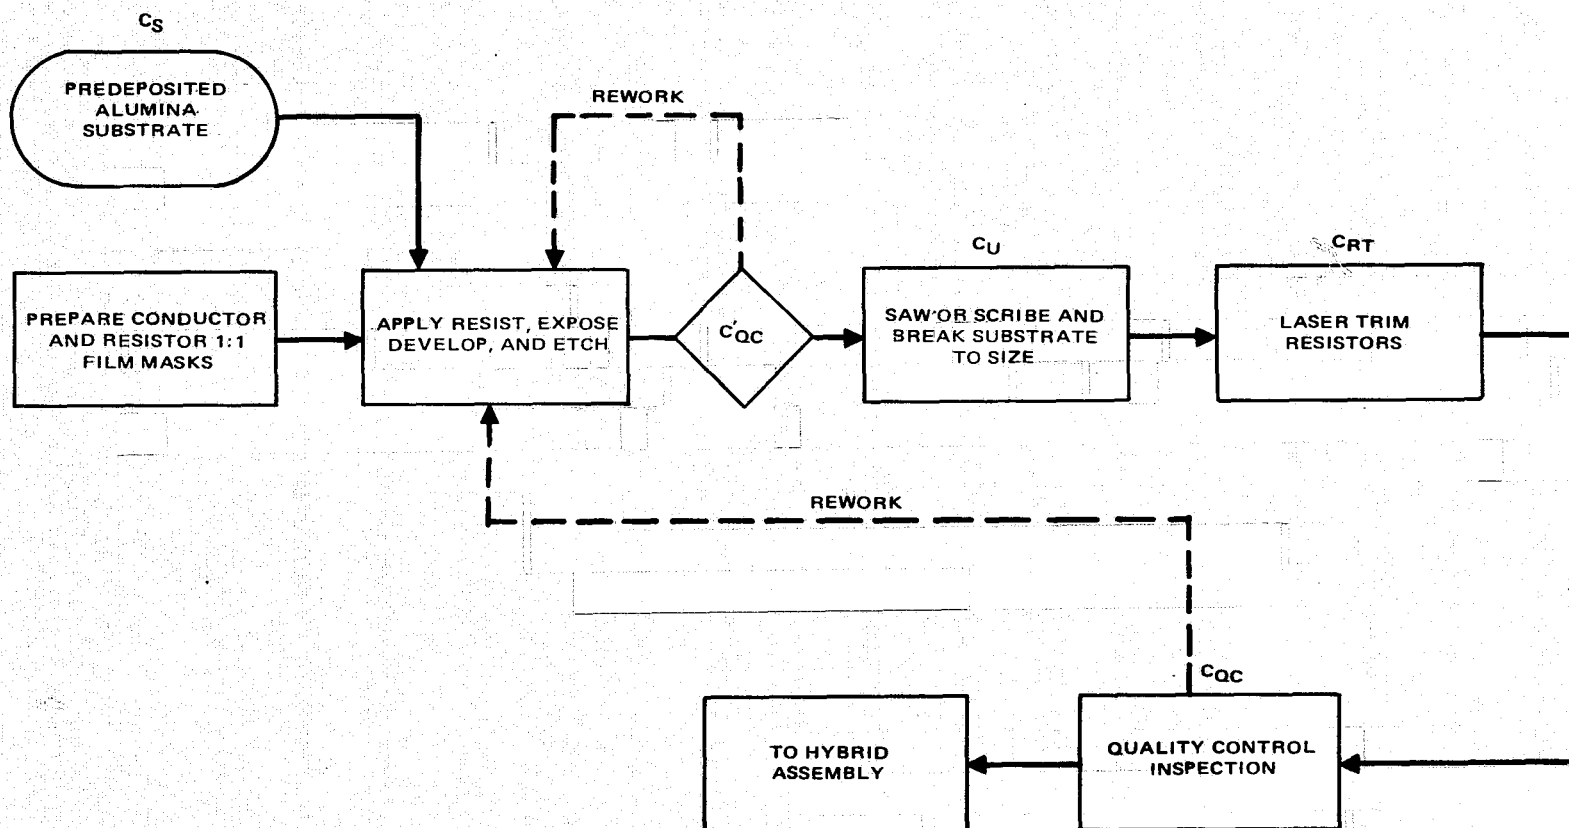 CS
PREDEPOSITED
ALUMINA
SUBSTRATE
REWORK
PREPARE CONDUCTOR
AND RESISTOR 1:1
FILM MASKS
APPLY RESIST, EXPOSE
DEVELOP, AND ETCH
C'QC
CU
SAW OR SCRIBE AND
BREAK SUBSTRATE
TO SIZE
CRT
LASER TRIM
RESISTORS
REWORK
CQC
TO HYBRID
ASSEMBLY
QUALITY CONTROL
INSPECTION